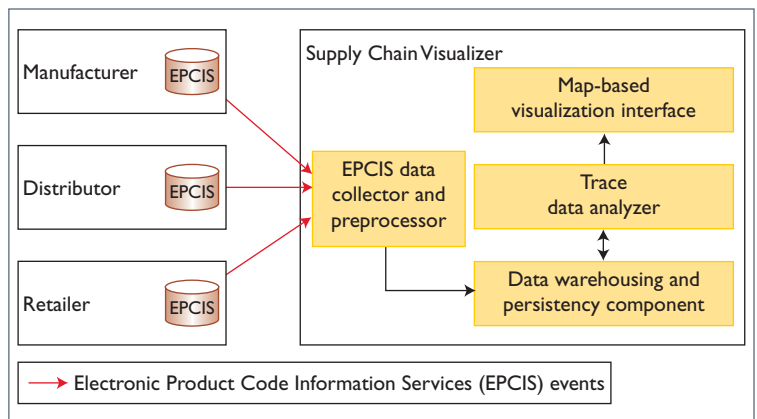 Manufacturer
EPCIS
Distributor
EPCIS
Retailer
EPCIS
Supply Chain Visualizer
EPCIS data
collector and
preprocessor
Map-based
visualization interface
Trace
data analyzer
Data warehousing and
persistency component
Electronic Product Code Information Services (EPCIS) events